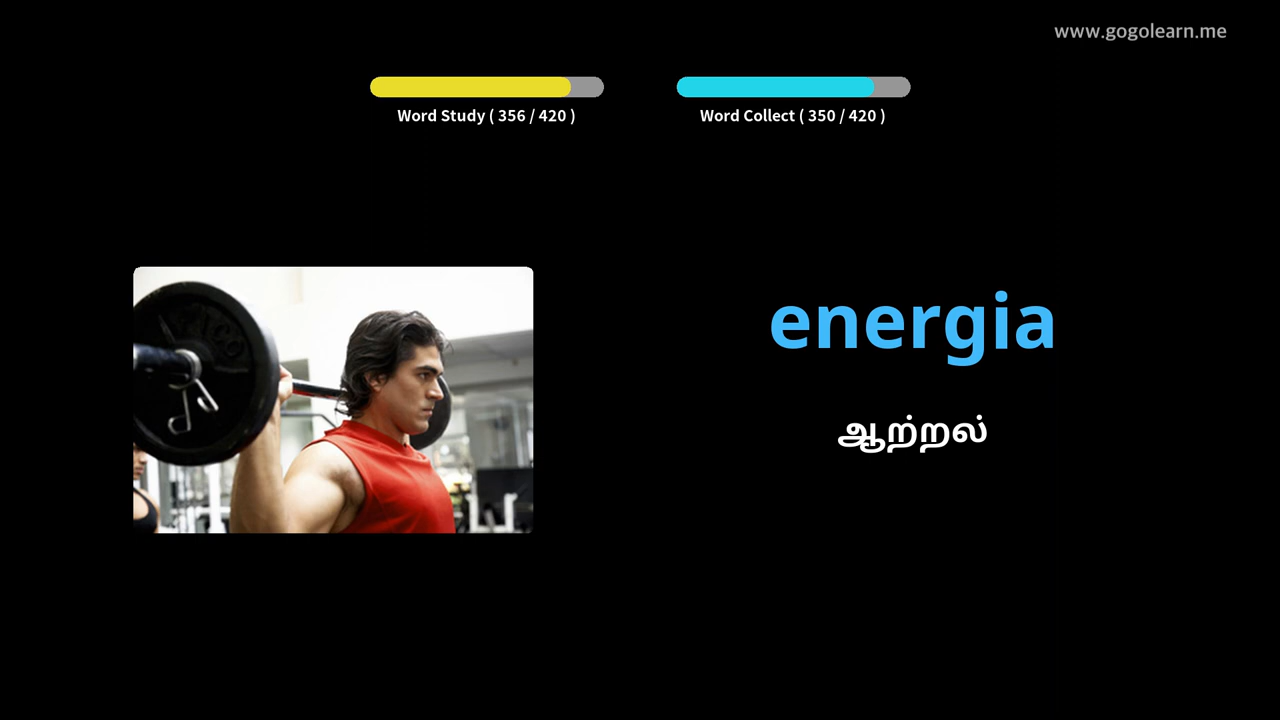 www.gogolearn.me
Word Study ( 356 / 420 )
Word Collect ( 350 / 420 )
energia
ஆற்றல்